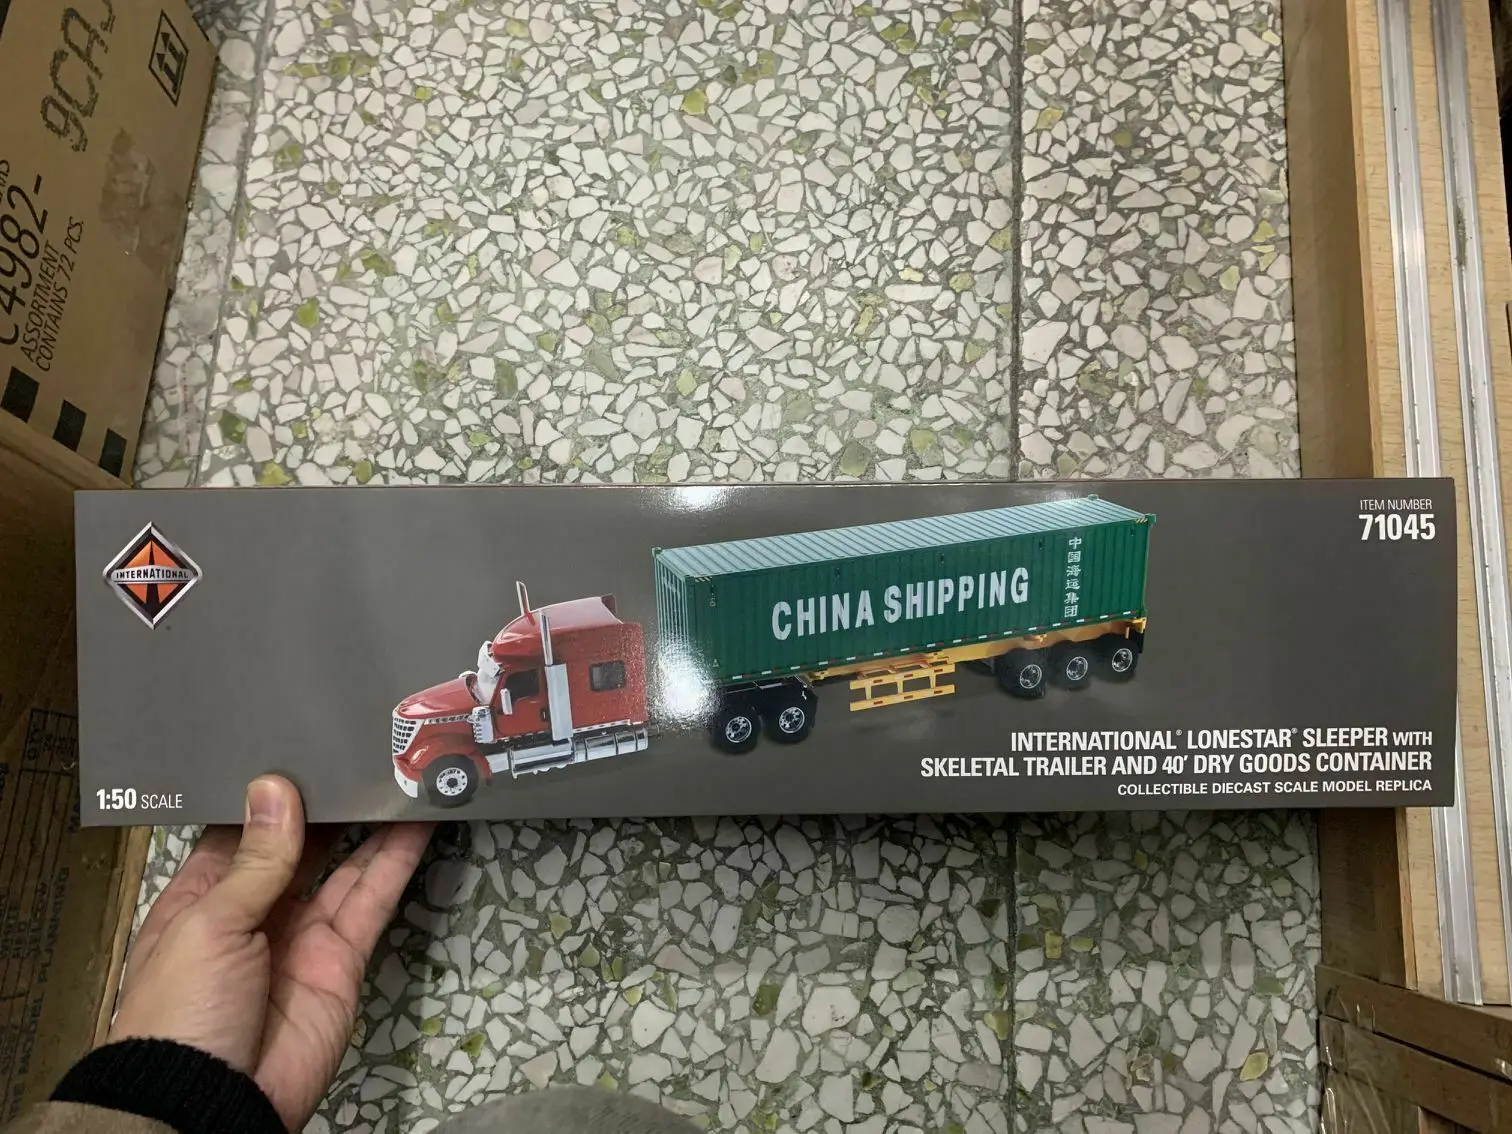 9CA
C4982-
ASSORTMENT
CONTAINS 72 PCS.
INTERNATIONAL
ITEM NUMBER
71045
CHINA SHIPPING
中国海运集团
INTERNATIONAL® LONESTAR® SLEEPER WITH
SKELETAL TRAILER AND 40' DRY GOODS CONTAINER
COLLECTIBLE DIECAST SCALE MODEL REPLICA
1:50 SCALE